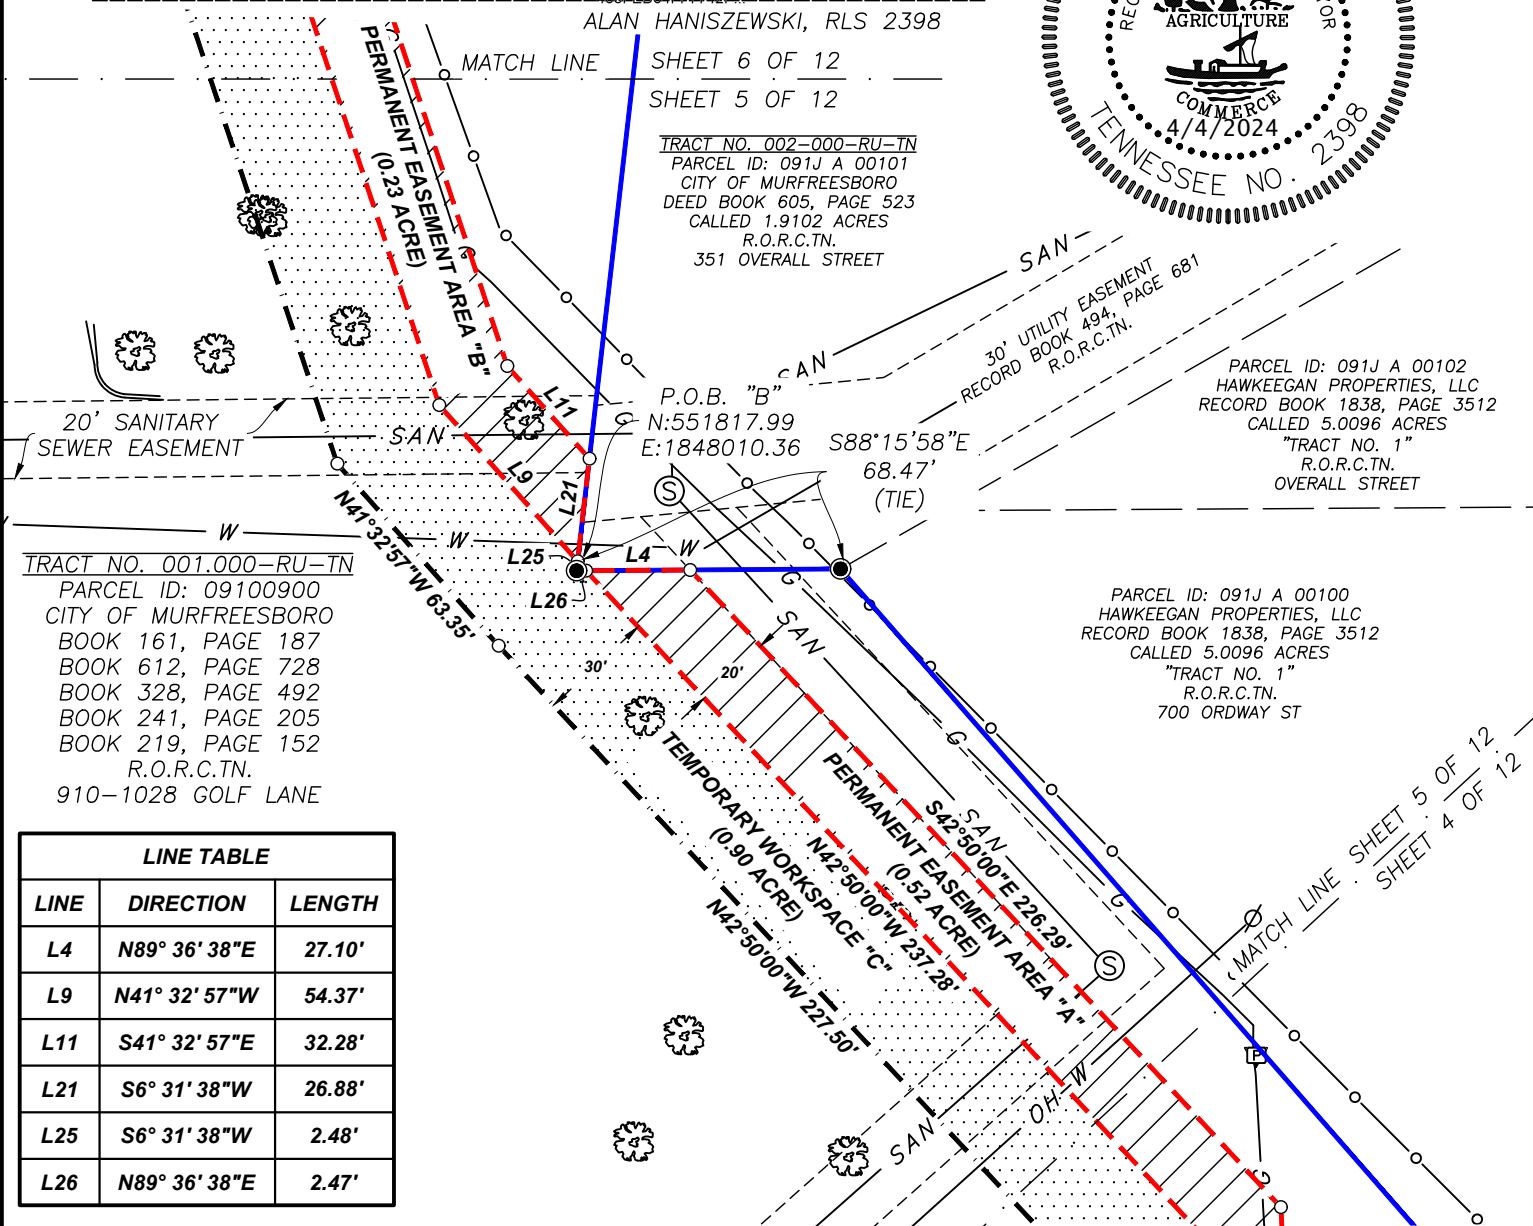 ALAN HANISZEWSKI, RLS 2398
MATCH LINE
SHEET 6 OF 12
SHEET 5 OF 12
AGRICULTURE
COMMERCE
4/4/2024
TENNESSEE NO. 2398
TRACT NO. 002-000-RU-TN
PARCEL ID: 091J A 00101
CITY OF MURFREESBORO
DEED BOOK 605, PAGE 523
CALLED 1.9102 ACRES
R.O.R.C.TN.
351 OVERALL STREET
PERMANENT EASEMENT AREA "B"
(0.23 ACRE)
SAN
30' UTILITY EASEMENT
RECORD BOOK 494, PAGE 681
R.O.R.C.TN.
SAN
PARCEL ID: 091J A 00102
HAWKEEGAN PROPERTIES, LLC
RECORD BOOK 1838, PAGE 3512
CALLED 5.0096 ACRES
"TRACT NO. 1"
R.O.R.C.TN.
OVERALL STREET
P.O.B. "B"
N:551817.99
E:1848010.36
S88°15'58"E
68.47'
(TIE)
20' SANITARY
SEWER EASEMENT
SAN
G
L11
L9
L21
S
W
W
L25
L4
W
L26
G
N41°32'57"W 63.35'
TRACT NO. 001.000-RU-TN
PARCEL ID: 09100900
CITY OF MURFREESBORO
BOOK 161, PAGE 187
BOOK 612, PAGE 728
BOOK 328, PAGE 492
BOOK 241, PAGE 205
BOOK 219, PAGE 152
R.O.R.C.TN.
910-1028 GOLF LANE
PARCEL ID: 091J A 00100
HAWKEEGAN PROPERTIES, LLC
RECORD BOOK 1838, PAGE 3512
CALLED 5.0096 ACRES
"TRACT NO. 1"
R.O.R.C.TN.
700 ORDWAY ST
SAN
30'
20'
G
SAN
G
TEMPORARY WORKSPACE "C"
(0.90 ACRE)
PERMANENT EASEMENT AREA "A"
(0.52 ACRE)
S42°50'00"E 226.29'
N42°50'00"W 237.28'
N42°50'00"W 227.50'
S
MATCH LINE SHEET 5 OF 12
SHEET 4 OF 12
P
OH W
SAN
G
LINE TABLE
LINE DIRECTION LENGTH
L4 N89° 36' 38"E 27.10'
L9 N41° 32' 57"W 54.37'
L11 S41° 32' 57"E 32.28'
L21 S6° 31' 38"W 26.88'
L25 S6° 31' 38"W 2.48'
L26 N89° 36' 38"E 2.47'